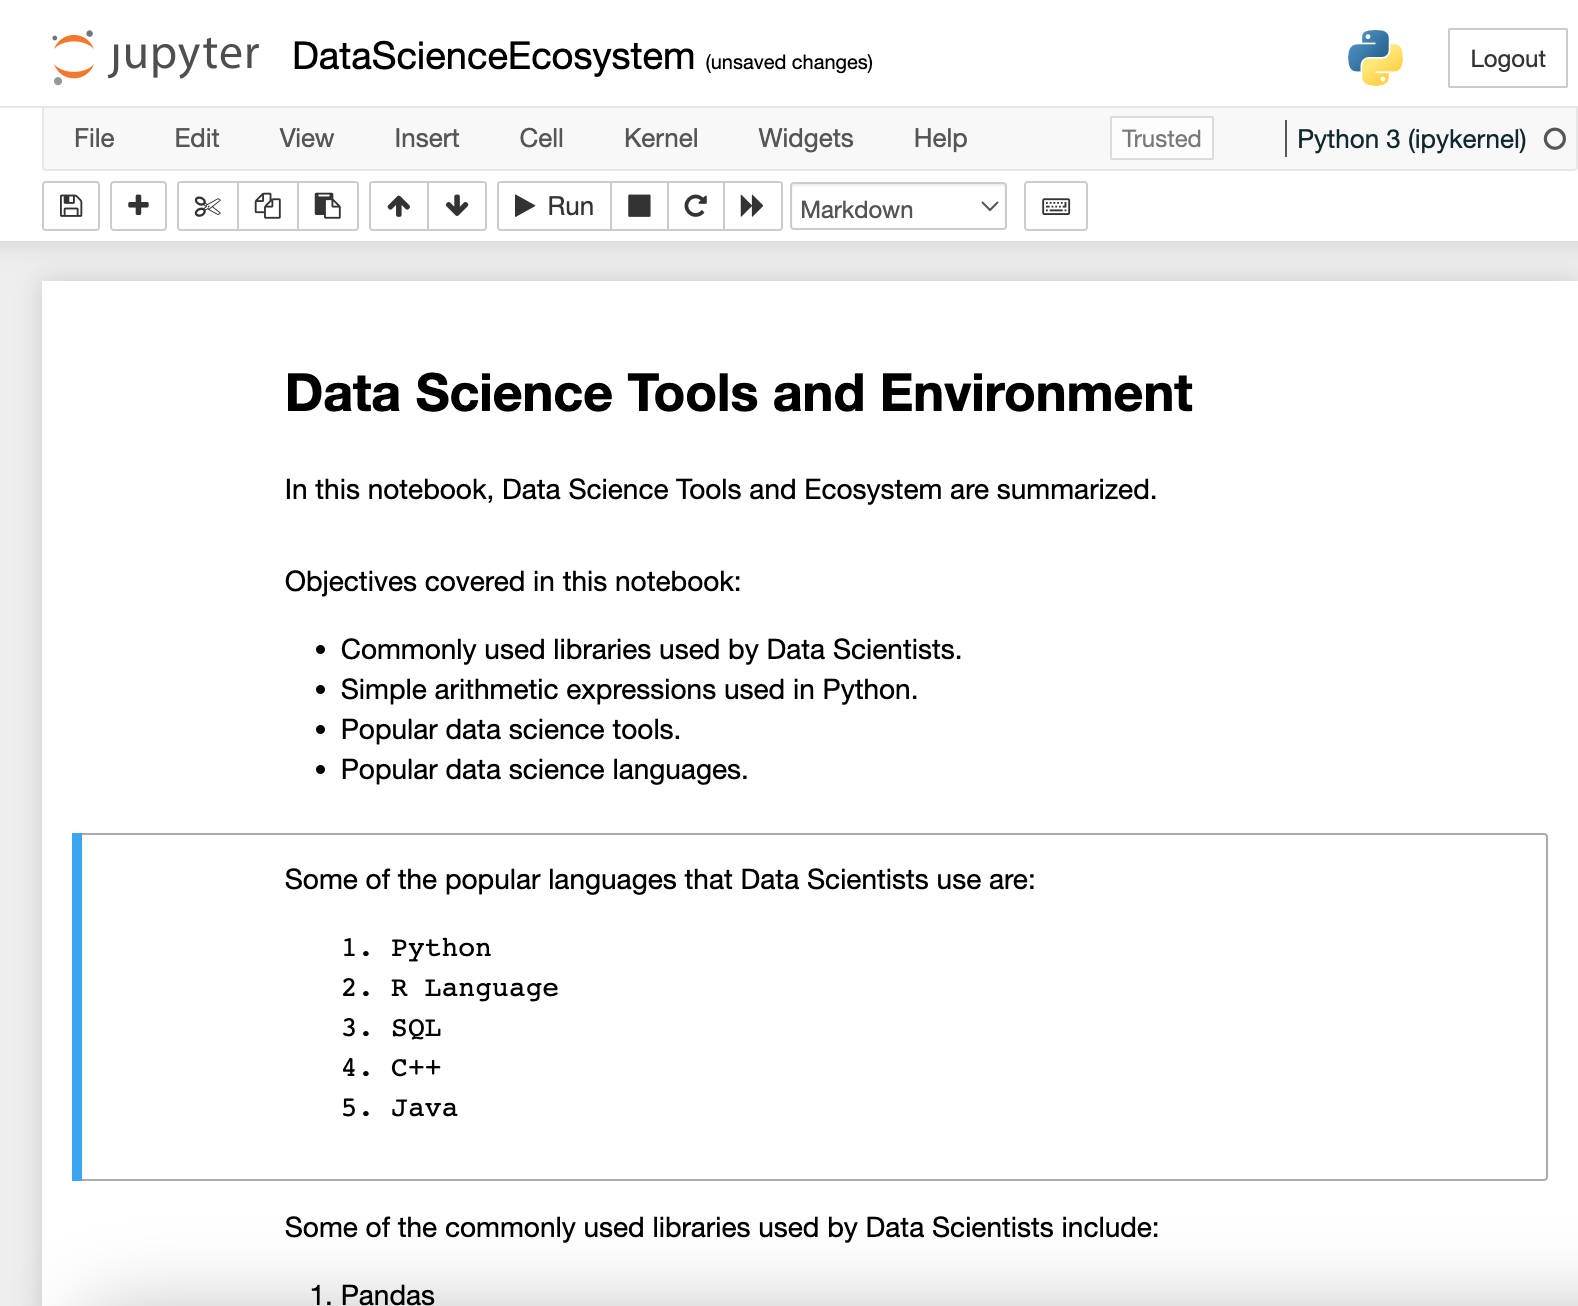 jupyter DataScienceEcosystem (unsaved changes) Logout
File Edit View Insert Cell Kernel Widgets Help Trusted Python 3 (ipykernel)
Run Markdown
Data Science Tools and Environment
In this notebook, Data Science Tools and Ecosystem are summarized.
Objectives covered in this notebook:
• Commonly used libraries used by Data Scientists.
• Simple arithmetic expressions used in Python.
• Popular data science tools.
• Popular data science languages.
Some of the popular languages that Data Scientists use are:
1. Python
2. R Language
3. SQL
4. C++
5. Java
Some of the commonly used libraries used by Data Scientists include:
1. Pandas